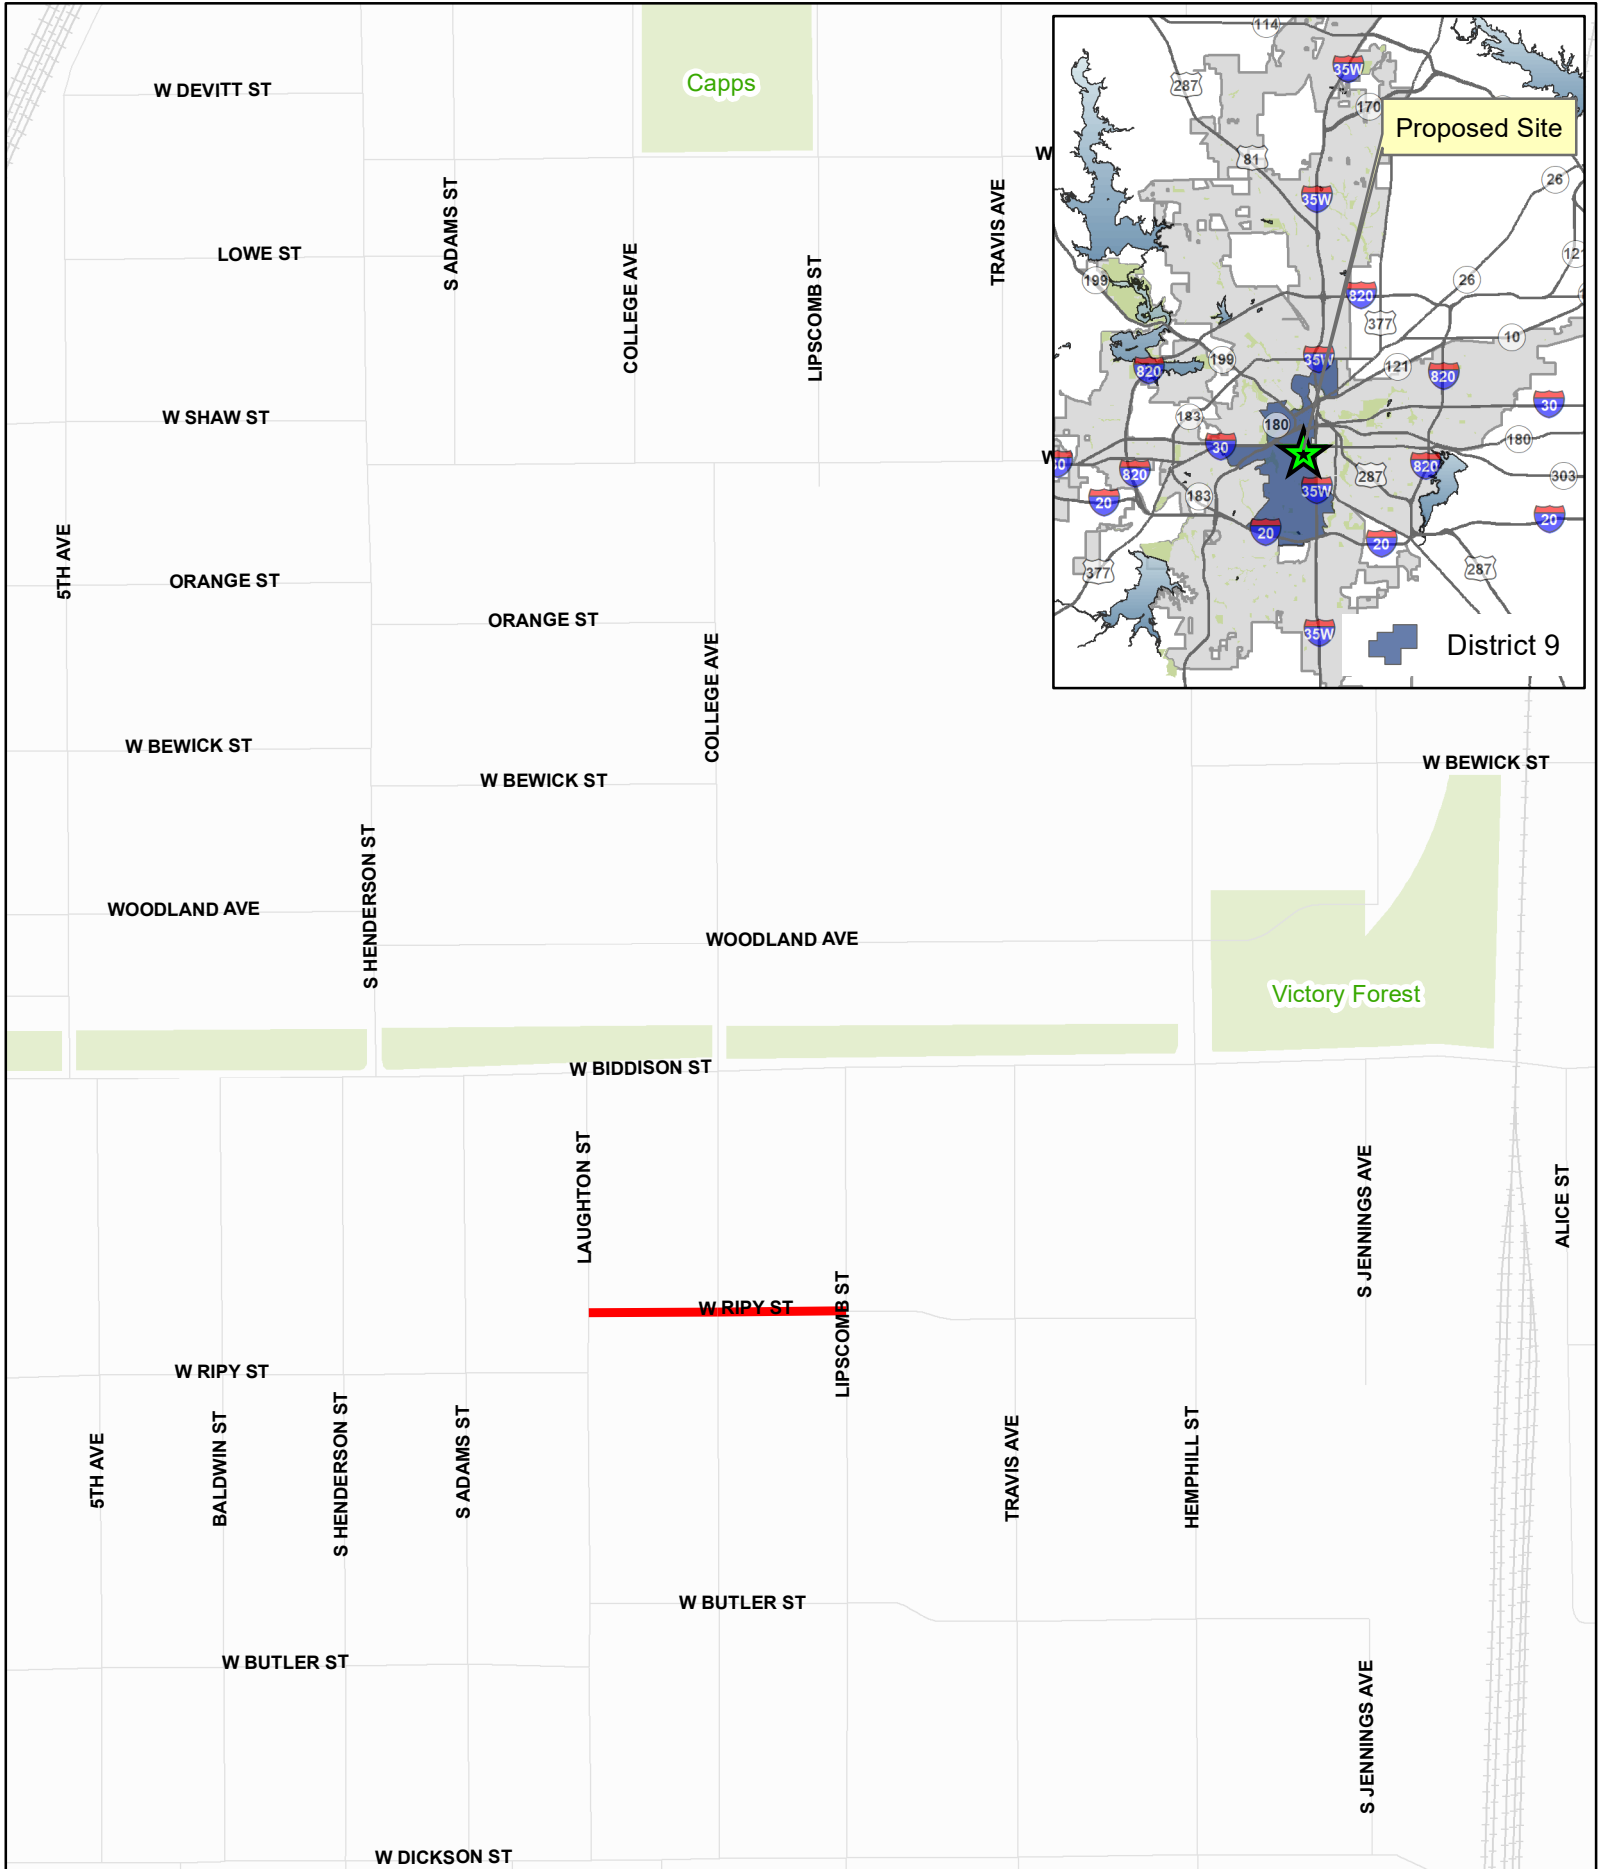 W DEVITT ST
Capps
W
S ADAMS ST
TRAVIS AVE
LOWE ST
COLLEGE AVE
LIPSCOMB ST
W SHAW ST
W
5TH AVE
ORANGE ST
ORANGE ST
COLLEGE AVE
W BEWICK ST
W BEWICK ST
W BEWICK ST
S HENDERSON ST
WOODLAND AVE
WOODLAND AVE
Victory Forest
W BIDDISON ST
LAUGHTON ST
S JENNINGS AVE
ALICE ST
W RIPY ST
LIPSCOMB ST
W RIPY ST
5TH AVE
BALDWIN ST
S HENDERSON ST
S ADAMS ST
TRAVIS AVE
HEMPHILL ST
W BUTLER ST
W BUTLER ST
S JENNINGS AVE
W DICKSON ST
114
35W
287
170
Proposed Site
81
26
35W
12
199
26
820
377
10
199
35W
121
820
820
183
30
180
30
180
820
287
820
303
183
35W
20
20
20
20
377
287
35W
District 9